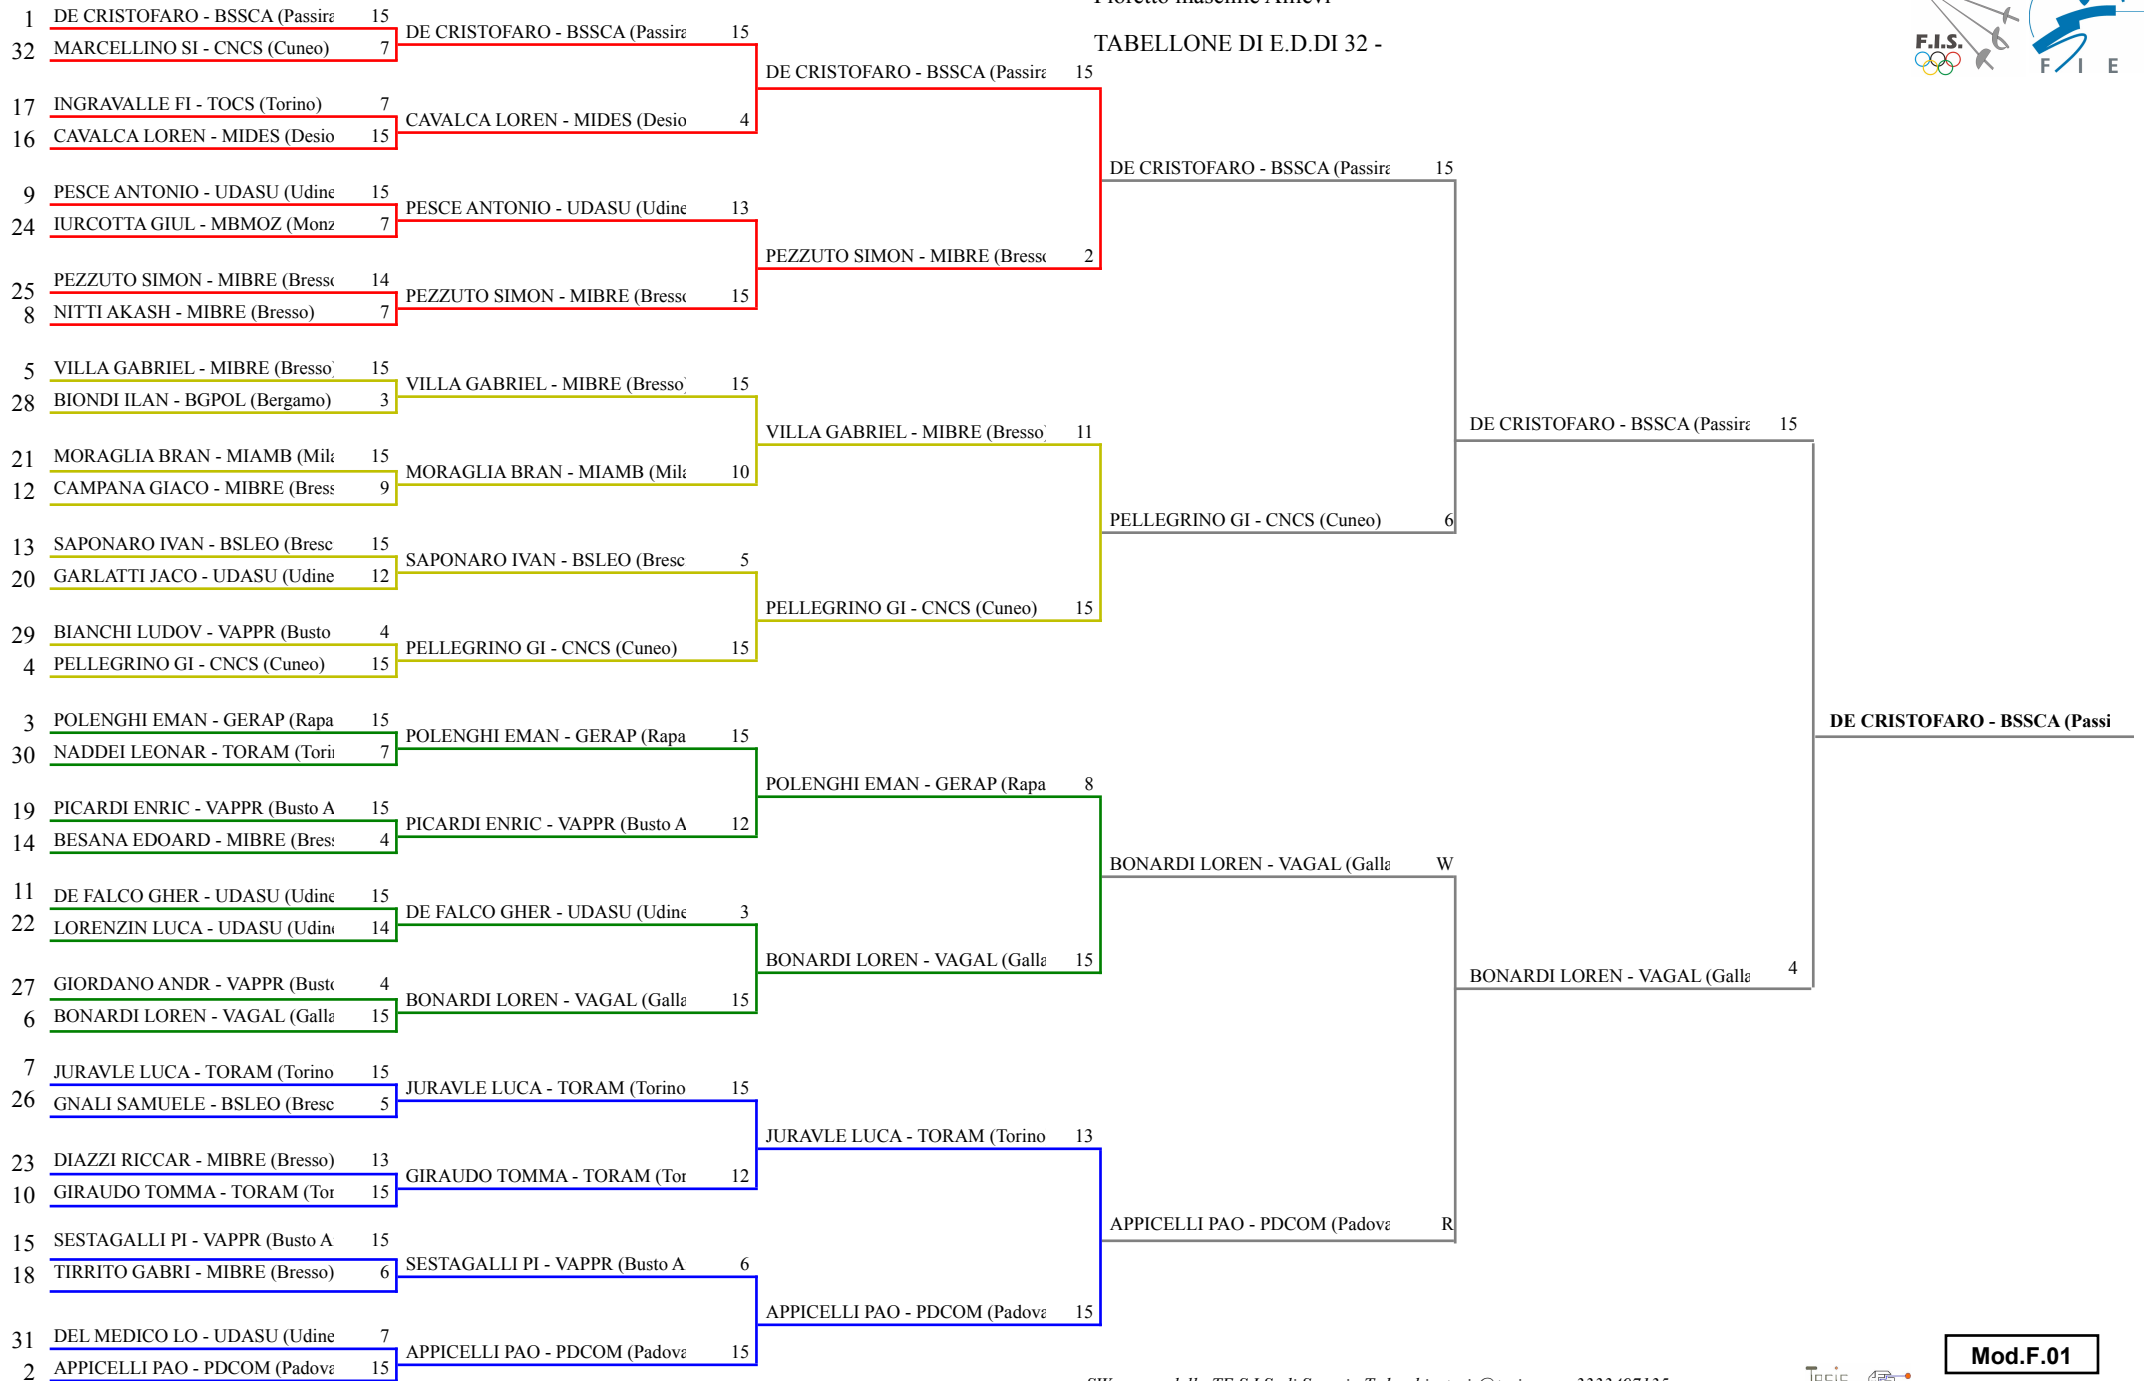 Fioretto maschile Allievi
TABELLONE DI E.D.DI 32 -
F.I.S.
F I E
1 DE CRISTOFARO - BSSCA (Passira 15
32 MARCELLINO SI - CNCS (Cuneo) 7
17 INGRAVALLE FI - TOCS (Torino) 7
16 CAVALCA LOREN - MIDES (Desio 15
9 PESCE ANTONIO - UDASU (Udine 15
24 IURCOTTA GIUL - MBMOZ (Monz 7
25 PEZZUTO SIMON - MIBRE (Bresso 14
8 NITTI AKASH - MIBRE (Bresso) 7
5 VILLA GABRIEL - MIBRE (Bresso) 15
28 BIONDI ILAN - BGPOL (Bergamo) 3
21 MORAGLIA BRAN - MIAMB (Mila 15
12 CAMPANA GIACO - MIBRE (Bress 9
13 SAPONARO IVAN - BSLEO (Bresc 15
20 GARLATTI JACO - UDASU (Udine 12
29 BIANCHI LUDOV - VAPPR (Busto 4
4 PELLEGRINO GI - CNCS (Cuneo) 15
3 POLENGHI EMAN - GERAP (Rapa 15
30 NADDEI LEONAR - TORAM (Tori 7
19 PICARDI ENRIC - VAPPR (Busto A 15
14 BESANA EDOARD - MIBRE (Bress 4
11 DE FALCO GHER - UDASU (Udine 15
22 LORENZIN LUCA - UDASU (Udine 14
27 GIORDANO ANDR - VAPPR (Busto 4
6 BONARDI LOREN - VAGAL (Galla 15
7 JURAVLE LUCA - TORAM (Torino 15
26 GNALI SAMUELE - BSLEO (Bresc 5
23 DIAZZI RICCAR - MIBRE (Bresso) 13
10 GIRAUDO TOMMA - TORAM (Tor 15
15 SESTAGALLI PI - VAPPR (Busto A 15
18 TIRRITO GABRI - MIBRE (Bresso) 6
31 DEL MEDICO LO - UDASU (Udine 7
2 APPICELLI PAO - PDCOM (Padova 15
DE CRISTOFARO - BSSCA (Passira 15
CAVALCA LOREN - MIDES (Desio 4
PESCE ANTONIO - UDASU (Udine 13
PEZZUTO SIMON - MIBRE (Bresso 15
VILLA GABRIEL - MIBRE (Bresso) 15
MORAGLIA BRAN - MIAMB (Mila 10
SAPONARO IVAN - BSLEO (Bresc 5
PELLEGRINO GI - CNCS (Cuneo) 15
POLENGHI EMAN - GERAP (Rapa 15
PICARDI ENRIC - VAPPR (Busto A 12
DE FALCO GHER - UDASU (Udine 3
BONARDI LOREN - VAGAL (Galla 15
JURAVLE LUCA - TORAM (Torino 15
GIRAUDO TOMMA - TORAM (Tor 12
SESTAGALLI PI - VAPPR (Busto A 6
APPICELLI PAO - PDCOM (Padova 15
DE CRISTOFARO - BSSCA (Passira 15
PEZZUTO SIMON - MIBRE (Bresso 2
VILLA GABRIEL - MIBRE (Bresso) 11
PELLEGRINO GI - CNCS (Cuneo) 15
POLENGHI EMAN - GERAP (Rapa 8
BONARDI LOREN - VAGAL (Galla 15
JURAVLE LUCA - TORAM (Torino 13
APPICELLI PAO - PDCOM (Padova 15
DE CRISTOFARO - BSSCA (Passira 15
PELLEGRINO GI - CNCS (Cuneo) 6
BONARDI LOREN - VAGAL (Galla W
APPICELLI PAO - PDCOM (Padova R
DE CRISTOFARO - BSSCA (Passira 15
BONARDI LOREN - VAGAL (Galla 4
DE CRISTOFARO - BSSCA (Passi
Mod.F.01